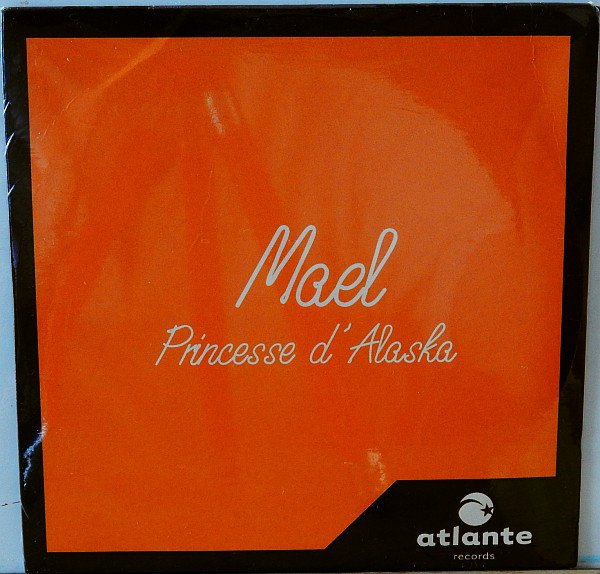 Mael
Princesse d'Alaska
atlante
records